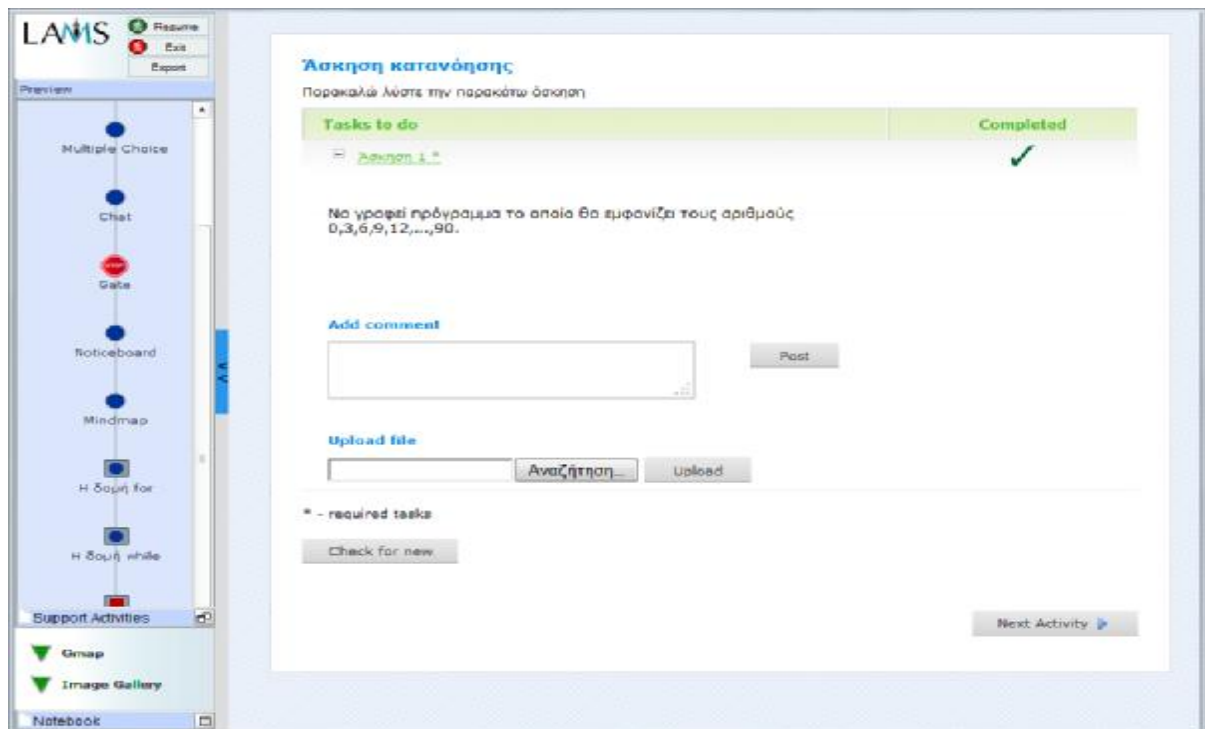 LAMS
Resume
Exit
Export
Preview
Multiple Choice
Chat
Gate
Noticeboard
Mindmap
Η δομή for
Η δομή while
Support Activities
Gmap
Image Gallery
Notebook
Άσκηση κατανόησης
Παρακαλώ λύστε την παρακάτω άσκηση
Tasks to do Completed
Άσκηση 1 *
Να γραφεί πρόγραμμα το οποίο θα εμφανίζει τους αριθμούς
0,3,6,9,12,...,90.
Add comment
Post
Upload file
Αναζήτηση... Upload
* - required tasks
Check for new
Next Activity